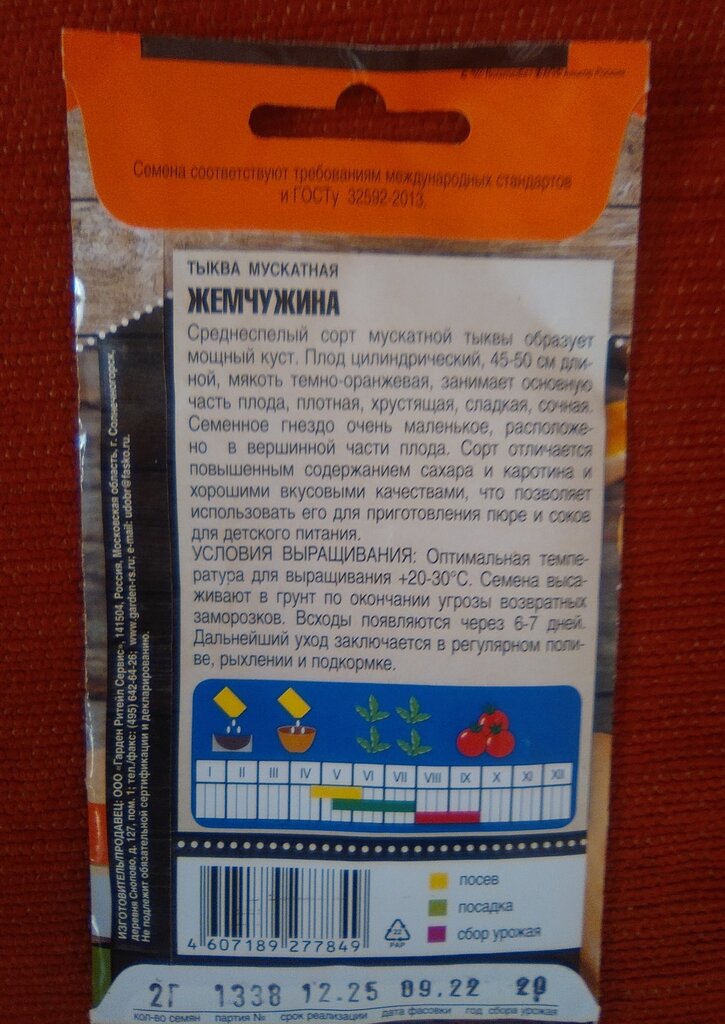 Семена соответствуют требованиям международных стандартов
и ГОСТу 32592-2013.
ТЫКВА МУСКАТНАЯ
ЖЕМЧУЖИНА
Среднеспелый сорт мускатной тыквы образует
мощный куст. Плод цилиндрический, 45-50 см дли-
ной, мякоть темно-оранжевая, занимает основную
часть плода, плотная, хрустящая, сладкая, сочная.
Семенное гнездо очень маленькое, расположе-
но в вершинной части плода. Сорт отличается
повышенным содержанием сахара и каротина и
хорошими вкусовыми качествами, что позволяет
использовать его для приготовления пюре и соков
для детского питания.
УСЛОВИЯ ВЫРАЩИВАНИЯ: Оптимальная темпе-
ратура для выращивания +20-30°С. Семена выса-
живают в грунт по окончании угрозы возвратных
заморозков. Всходы появляются через 6-7 дней.
Дальнейший уход заключается в регулярном поли-
ве, рыхлении и подкормке.
I II III IV V VI VII VIII IX X XI XII
посев
посадка
сбор урожая
4 607189 277849
22
PAP
2Г 1338 12.25 09.22
кол-во семян партия № срок реализации дата фасовки год сбора урожая
ИЗГОТОВИТЕЛЬ/ПРОДАВЕЦ: ООО «Гарден Ритейл Сервис», 141504, Россия, Московская область, г. Солнечногорск,
деревня Снопово, д. 127, пом. 1; тел./факс: (495) 642-64-26; www.garden-rs.ru; e-mail: udobr@fasko.ru.
Не подлежит обязательной сертификации и декларированию.